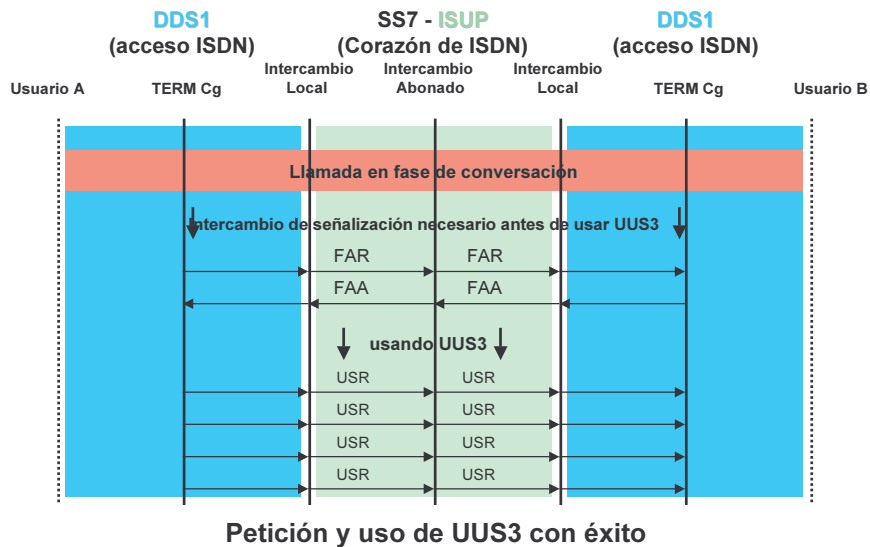 DDS1 SS7 - ISUP DDS1
(acceso ISDN) (Corazón de ISDN) (acceso ISDN)
Intercambio Intercambio Intercambio
Usuario A TERM Cg Local Abonado Local TERM Cg Usuario B
Llamada en fase de conversación
Intercambio de señalización necesario antes de usar UUS3
FAR FAR
FAA FAA
usando UUS3
USR USR
USR USR
USR USR
USR USR
Petición y uso de UUS3 con éxito